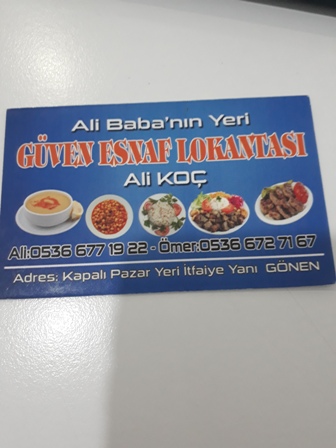 Ali Baba'nın Yeri
GÜVEN ESNAF LOKANTASI
Ali KOÇ
Ali:0536 677 19 22 - Ömer:0536 672 71 67
Adres: Kapalı Pazar Yeri İtfaiye Yanı GÖNEN